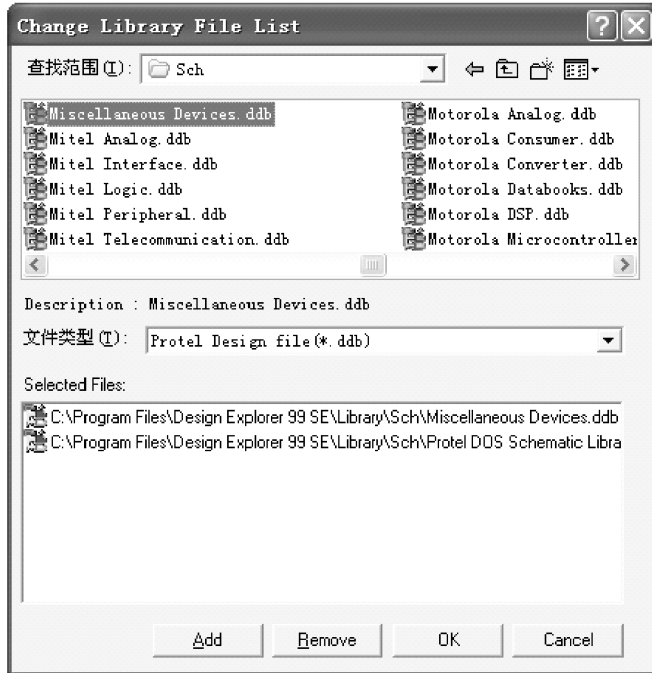 Change Library File List
查找范围(I): Sch
Miscellaneous Devices.ddb
Mitel Analog.ddb
Mitel Interface.ddb
Mitel Logic.ddb
Mitel Peripheral.ddb
Mitel Telecommunication.ddb
Motorola Analog.ddb
Motorola Consumer.ddb
Motorola Converter.ddb
Motorola Databooks.ddb
Motorola DSP.ddb
Motorola Microcontroller
Description : Miscellaneous Devices.ddb
文件类型(T): Protel Design file(*.ddb)
Selected Files:
C:\Program Files\Design Explorer 99 SE\Library\Sch\Miscellaneous Devices.ddb
C:\Program Files\Design Explorer 99 SE\Library\Sch\Protel DOS Schematic Libra
Add Remove OK Cancel